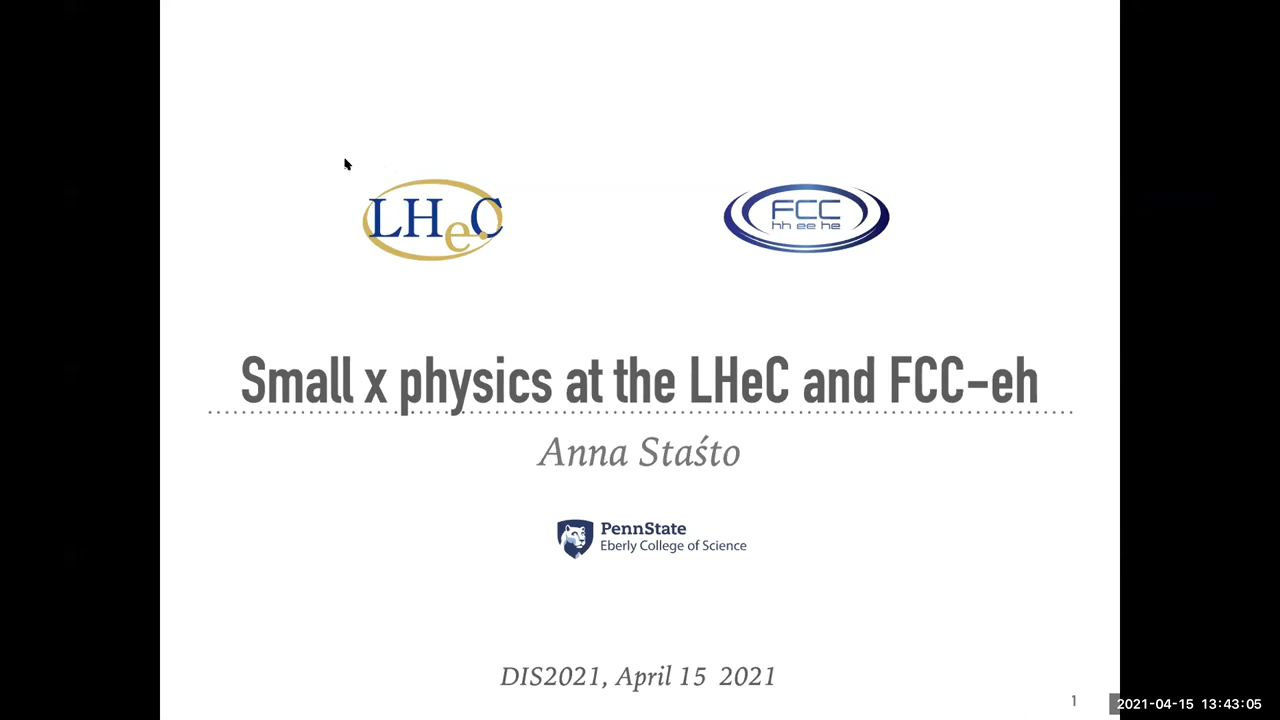 LHeC
FCC
hh ee he
Small x physics at the LHeC and FCC-eh
Anna Staśto
PennState
Eberly College of Science
DIS2021, April 15 2021
1
2021-04-15 13:43:05